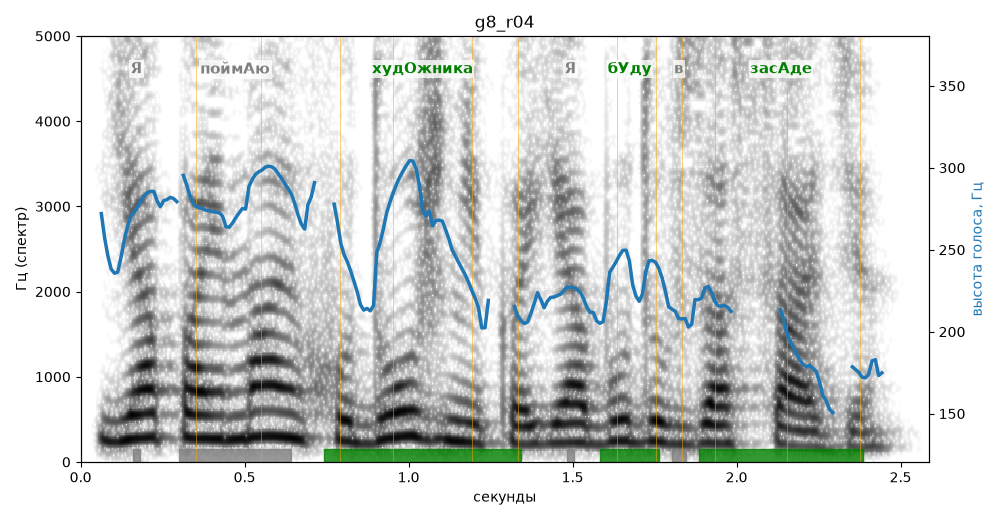 g8_r04
Я поймАю худОжника Я бУду в засАде
5000
4000
3000
2000
1000
0
Гц (спектр)
350
300
250
200
150
высота голоса, Гц
0.0 0.5 1.0 1.5 2.0 2.5
секунды